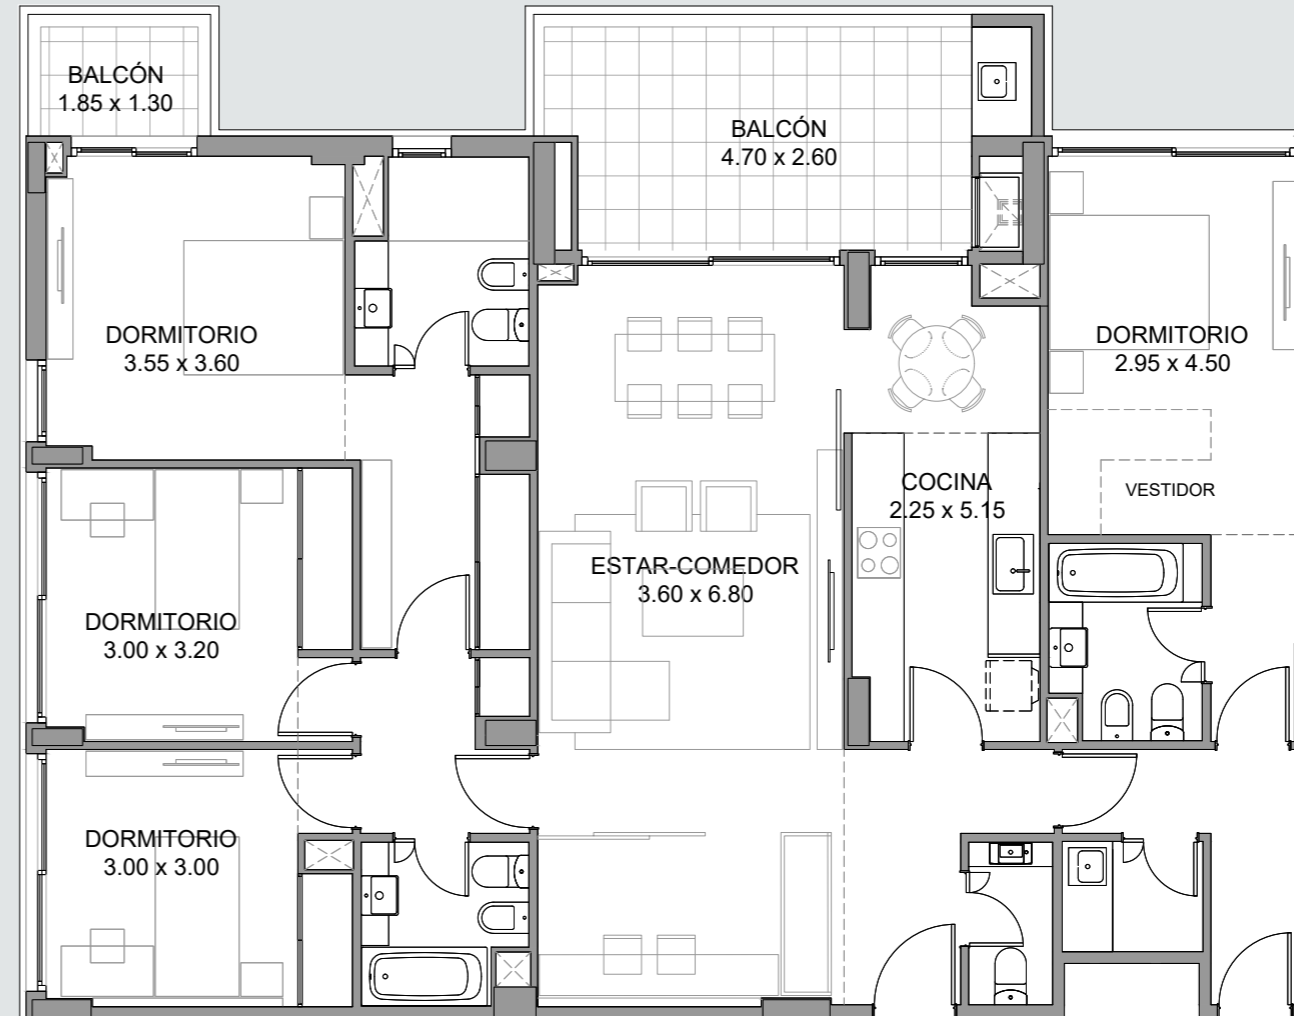 BALCÓN
1.85 x 1.30
BALCÓN
4.70 x 2.60
DORMITORIO
3.55 x 3.60
DORMITORIO
2.95 x 4.50
COCINA
2.25 x 5.15
VESTIDOR
ESTAR-COMEDOR
3.60 x 6.80
DORMITORIO
3.00 x 3.20
DORMITORIO
3.00 x 3.00